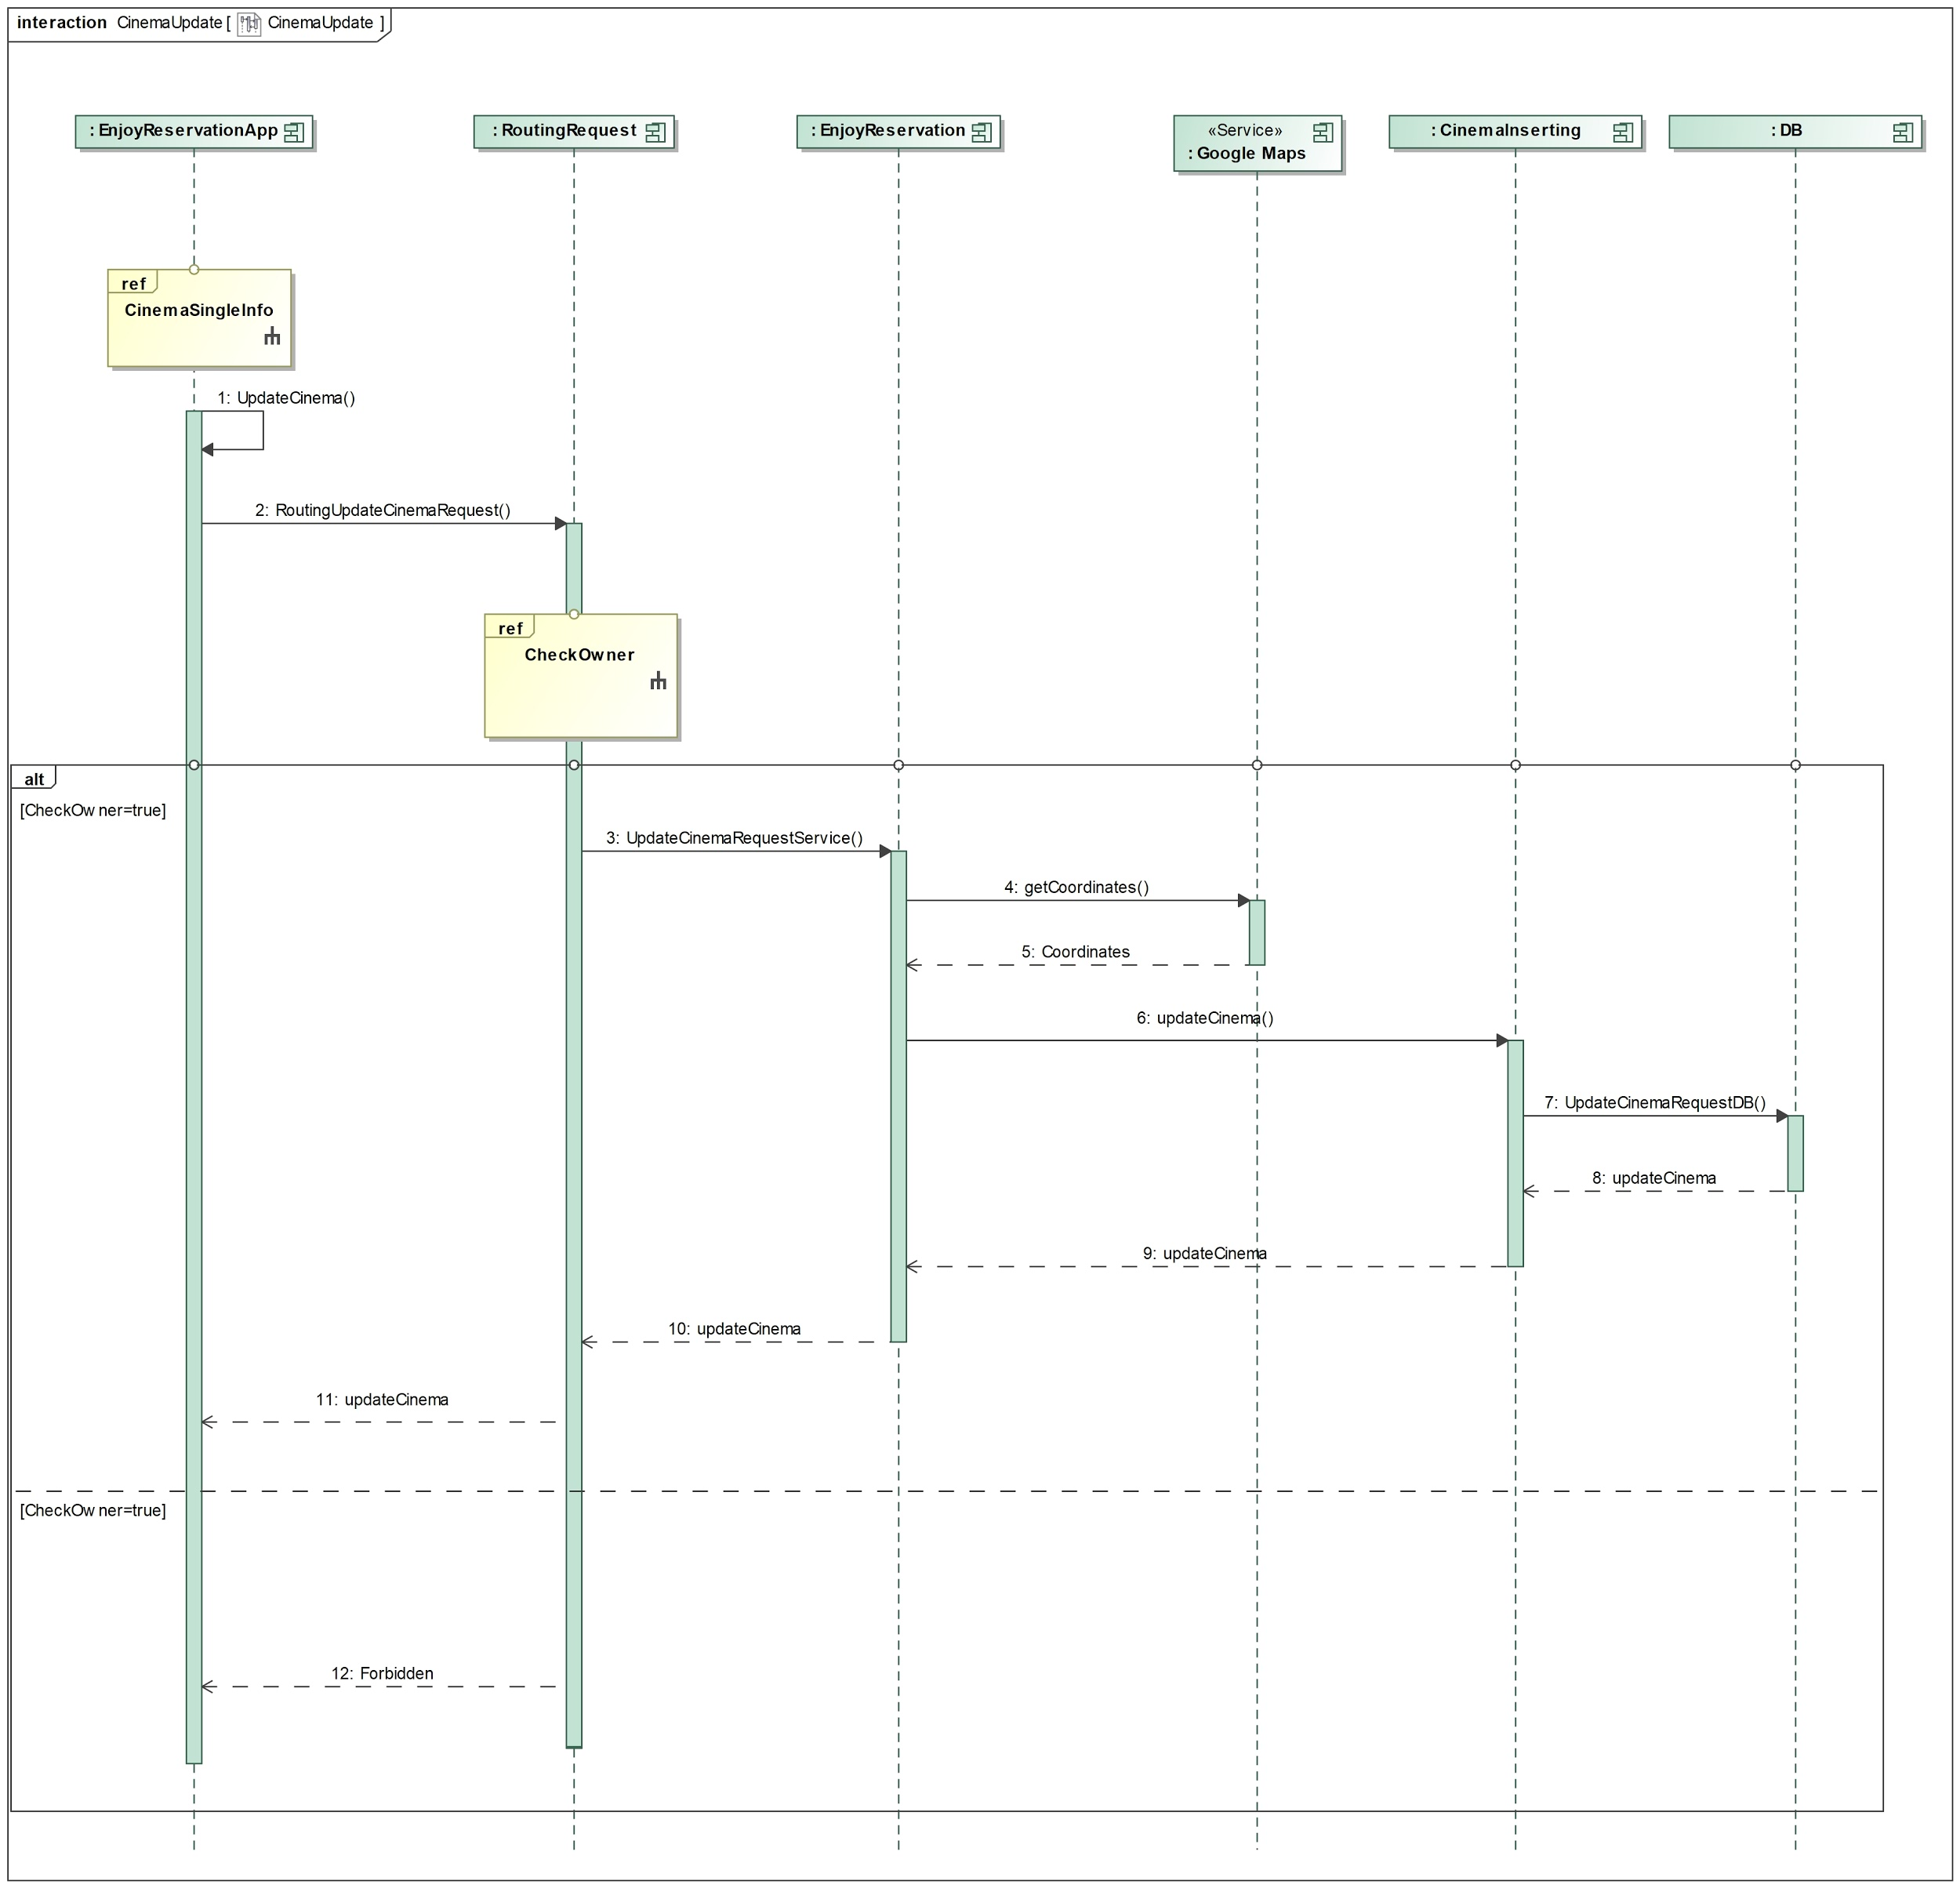 interaction CinemaUpdate [ CinemaUpdate ]
: EnjoyReservationApp
: RoutingRequest
: EnjoyReservation
«Service»
: Google Maps
: CinemaInserting
: DB
ref
CinemaSingleInfo
1: UpdateCinema()
2: RoutingUpdateCinemaRequest()
ref
CheckOwner
alt
[CheckOwner=true]
3: UpdateCinemaRequestService()
4: getCoordinates()
5: Coordinates
6: updateCinema()
7: UpdateCinemaRequestDB()
8: updateCinema
9: updateCinema
10: updateCinema
11: updateCinema
[CheckOwner=true]
12: Forbidden